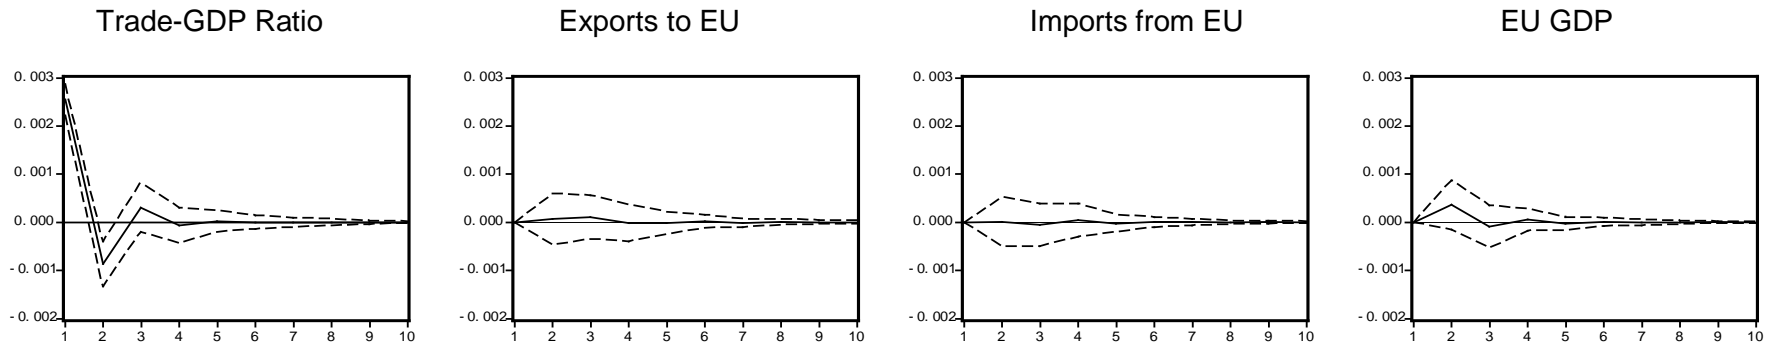 Trade-GDP Ratio Exports to EU Imports from EU EU GDP
0. 003 0. 003 0. 003 0. 003
0. 002 0. 002 0. 002 0. 002
0. 001 0. 001 0. 001 0. 001
0. 000 0. 000 0. 000 0. 000
- 0. 001 - 0. 001 - 0. 001 - 0. 001
- 0. 002 - 0. 002 - 0. 002 - 0. 002
1 2 3 4 5 6 7 8 9 10 1 2 3 4 5 6 7 8 9 10 1 2 3 4 5 6 7 8 9 10 1 2 3 4 5 6 7 8 9 10